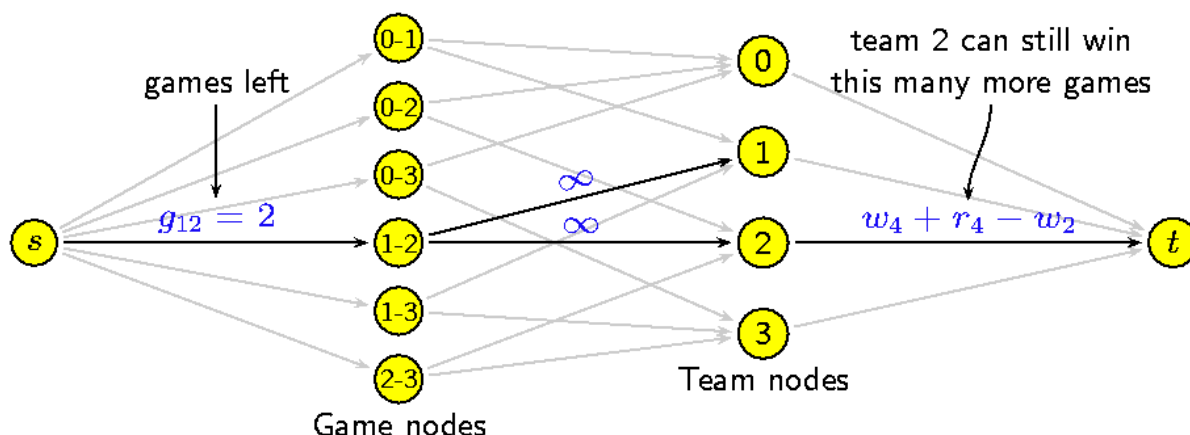 0-1
0
team 2 can still win
this many more games
games left
0-2
1
0-3
∞
g₁₂ = 2
∞
w₄ + r₄ − w₂
s
1-2
2
t
1-3
3
2-3
Team nodes
Game nodes